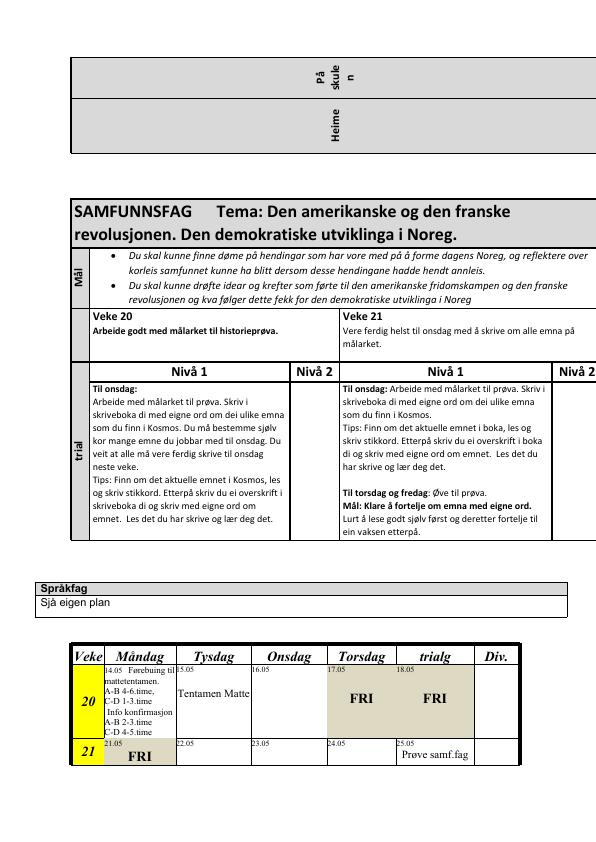 På
skule
n
Heime
SAMFUNNSFAG Tema: Den amerikanske og den franske
revolusjonen. Den demokratiske utviklinga i Noreg.
Mål
• Du skal kunne finne døme på hendingar som har vore med på å forme dagens Noreg, og reflektere over
korleis samfunnet kunne ha blitt dersom desse hendingane hadde hendt annleis.
• Du skal kunne drøfte idear og krefter som førte til den amerikanske fridomskampen og den franske
revolusjonen og kva følger dette fekk for den demokratiske utviklinga i Noreg
Veke 20
Arbeide godt med målarket til historieprøva.
Veke 21
Vere ferdig helst til onsdag med å skrive om alle emna på
målarket.
trial
Nivå 1
Nivå 2
Nivå 1
Nivå 2
Til onsdag:
Arbeide med målarket til prøva. Skriv i
skriveboka di med eigne ord om dei ulike emna
som du finn i Kosmos. Du må bestemme sjølv
kor mange emne du jobbar med til onsdag. Du
veit at alle må vere ferdig skrive til onsdag
neste veke.
Tips: Finn om det aktuelle emnet i Kosmos, les
og skriv stikkord. Etterpå skriv du ei overskrift i
skriveboka di og skriv med eigne ord om
emnet. Les det du har skrive og lær deg det.
Til onsdag: Arbeide med målarket til prøva. Skriv i
skriveboka di med eigne ord om dei ulike emna
som du finn i Kosmos.
Tips: Finn om det aktuelle emnet i boka, les og
skriv stikkord. Etterpå skriv du ei overskrift i boka
di og skriv med eigne ord om emnet. Les det du
har skrive og lær deg det.
Til torsdag og fredag: Øve til prøva.
Mål: Klare å fortelje om emna med eigne ord.
Lurt å lese godt sjølv først og deretter fortelje til
ein vaksen etterpå.
Språkfag
Sjå eigen plan
Veke Måndag Tysdag Onsdag Torsdag trialg Div.
20
14.05 Førebuing til
mattetentamen.
A-B 4-6.time,
C-D 1-3.time
Info konfirmasjon
A-B 2-3.time
C-D 4-5.time
15.05
Tentamen Matte
16.05
17.05
FRI
18.05
FRI
21
21.05
FRI
22.05
23.05
24.05
25.05
Prøve samf.fag